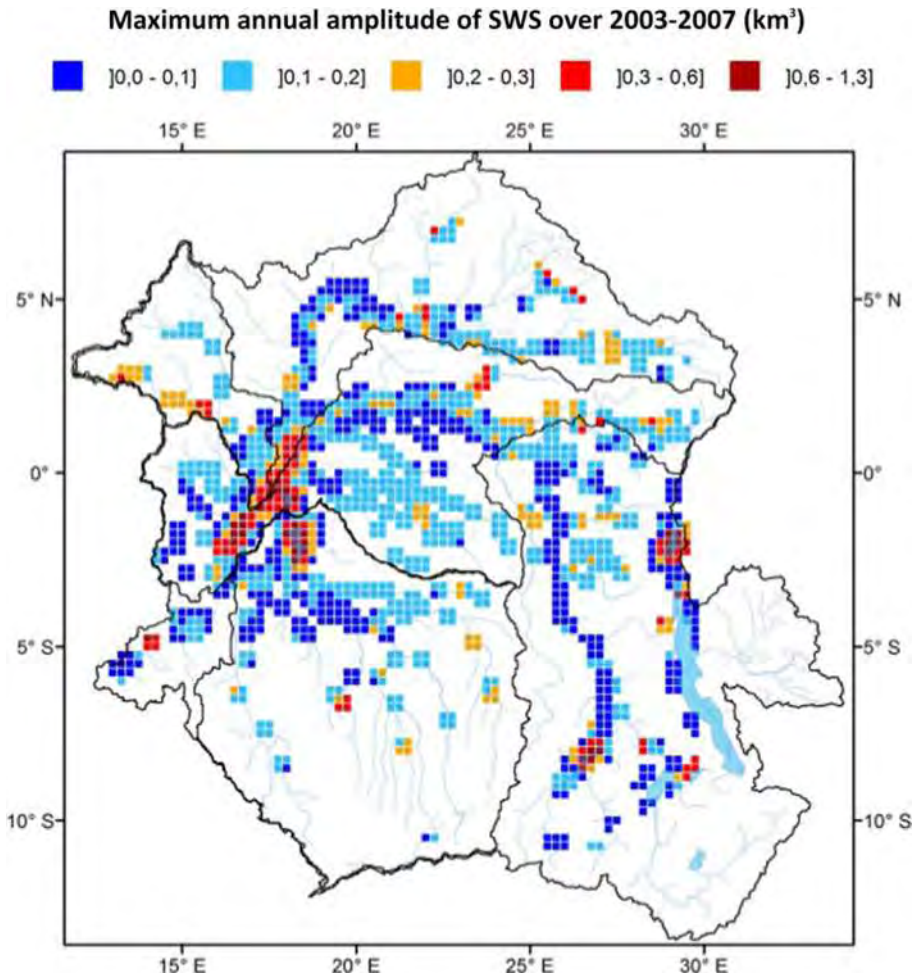 Maximum annual amplitude of SWS over 2003-2007 (km³)
]0,0 - 0,1] ]0,1 - 0,2] ]0,2 - 0,3] ]0,3 - 0,6] ]0,6 - 1,3]
15° E 20° E 25° E 30° E
5° N 5° N
0° 0°
5° S 5° S
10° S 10° S
15° E 20° E 25° E 30° E